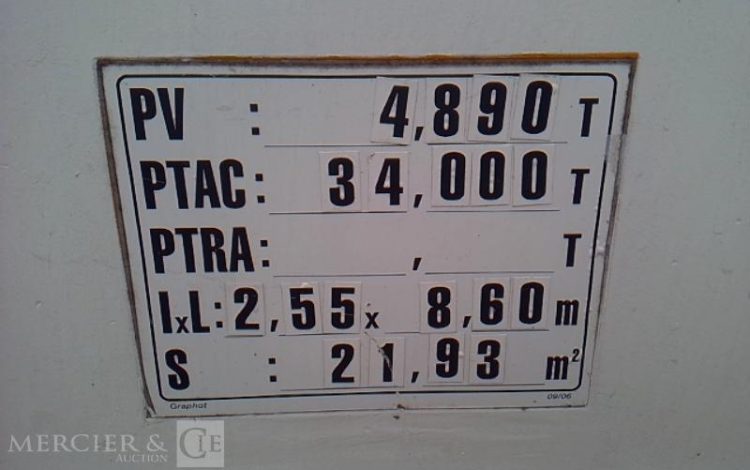 PV : 4,890 T
PTAC: 34,000 T
PTRA: , T
IxL: 2,55 x 8,60 m
S : 21,93 m²
Graphot 09/06
MERCIER & CIE
AUCTION